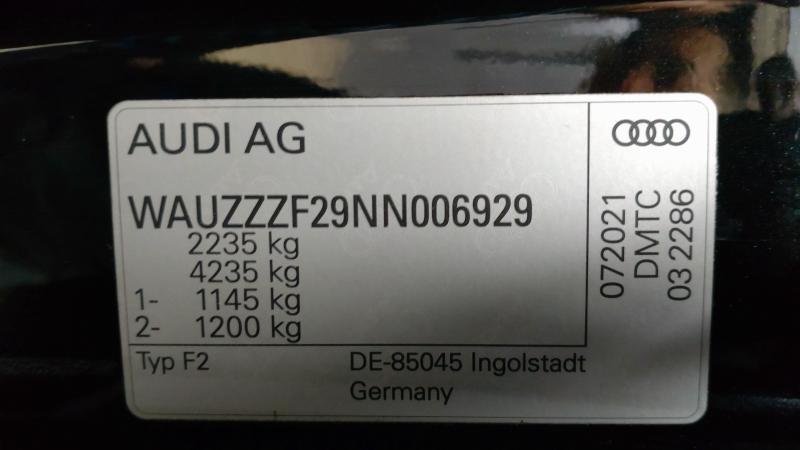 AUDI AG
WAUZZZF29NN006929
2235 kg
4235 kg
1- 1145 kg
2- 1200 kg
Typ F2 DE-85045 Ingolstadt
Germany
072021
DMTC
03 2286